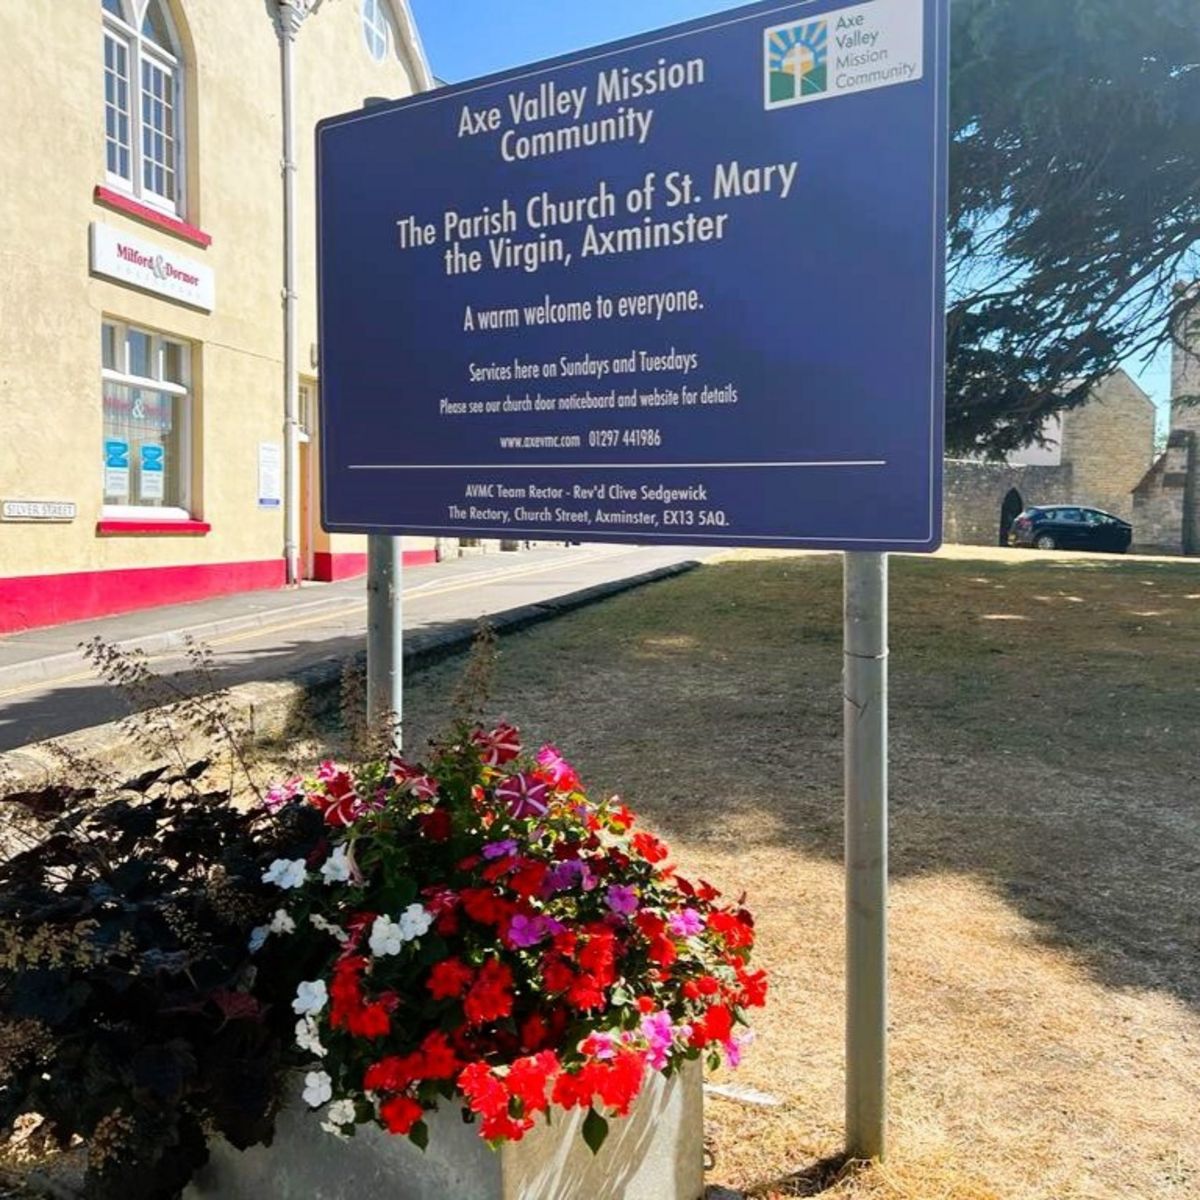 Axe Valley Mission
Community
Axe
Valley
Mission
Community
The Parish Church of St. Mary
the Virgin, Axminster
A warm welcome to everyone.
Services here on Sundays and Tuesdays
Please see our church door noticeboard and website for details
www.axevmc.com 01297 441986
AVMC Team Rector - Rev'd Clive Sedgewick
The Rectory, Church Street, Axminster, EX13 5AQ.
Milford & Dormor
SOLICITORS
SILVER STREET